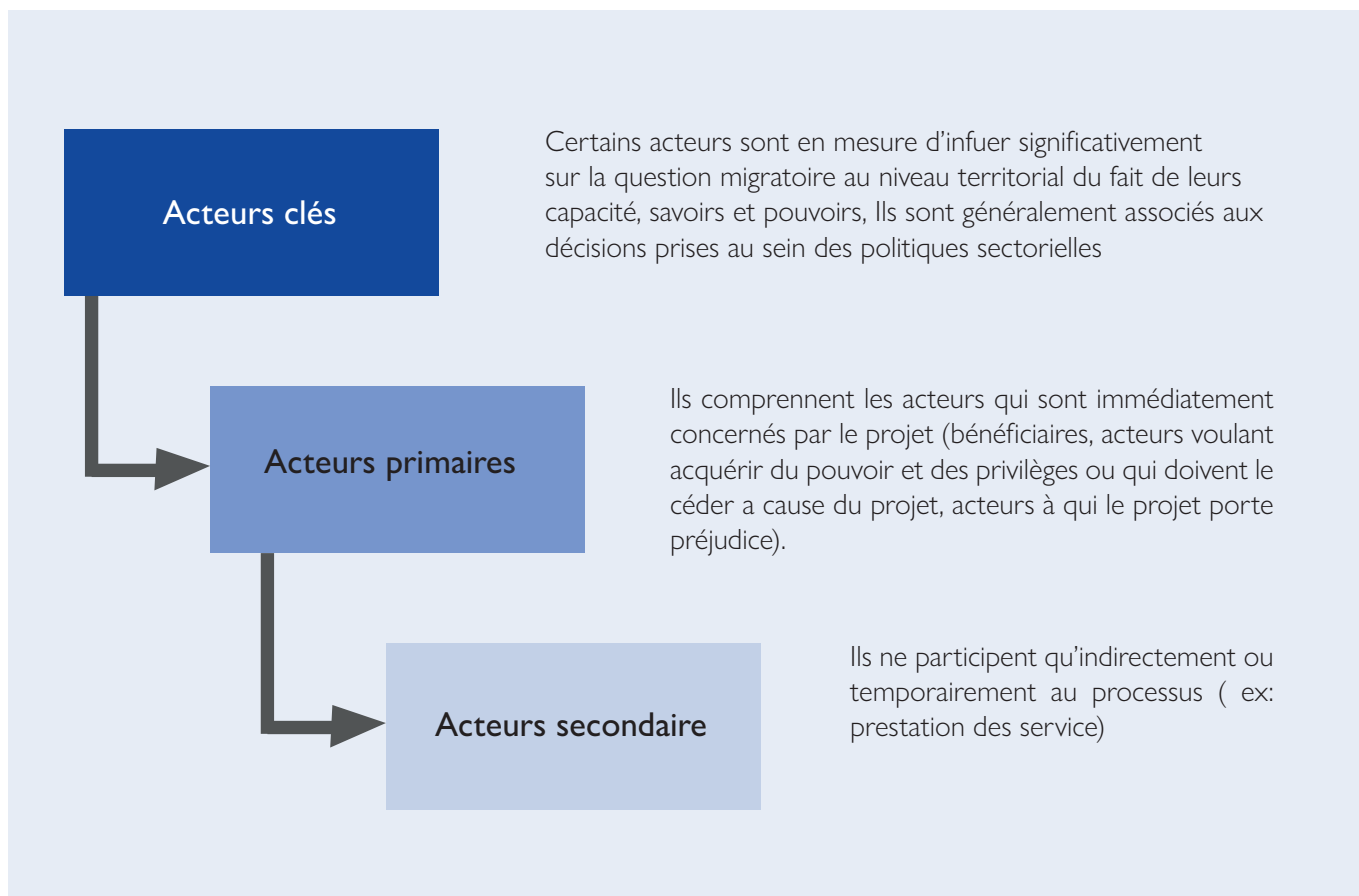 Acteurs clés
Certains acteurs sont en mesure d'infuer significativement
sur la question migratoire au niveau territorial du fait de leurs
capacité, savoirs et pouvoirs, Ils sont généralement associés aux
décisions prises au sein des politiques sectorielles
Acteurs primaires
Ils comprennent les acteurs qui sont immédiatement
concernés par le projet (bénéficiaires, acteurs voulant
acquérir du pouvoir et des privilèges ou qui doivent le
céder a cause du projet, acteurs à qui le projet porte
préjudice).
Acteurs secondaire
Ils ne participent qu'indirectement ou
temporairement au processus ( ex:
prestation des service)